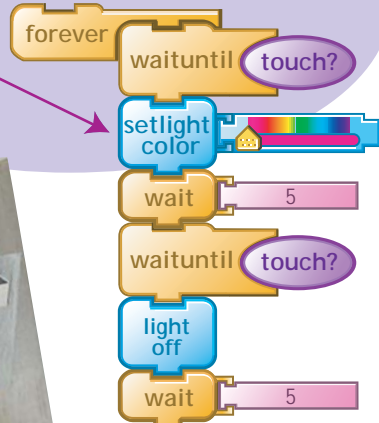 forever
waituntil touch?
setlight
color
wait 5
waituntil touch?
light
off
wait 5